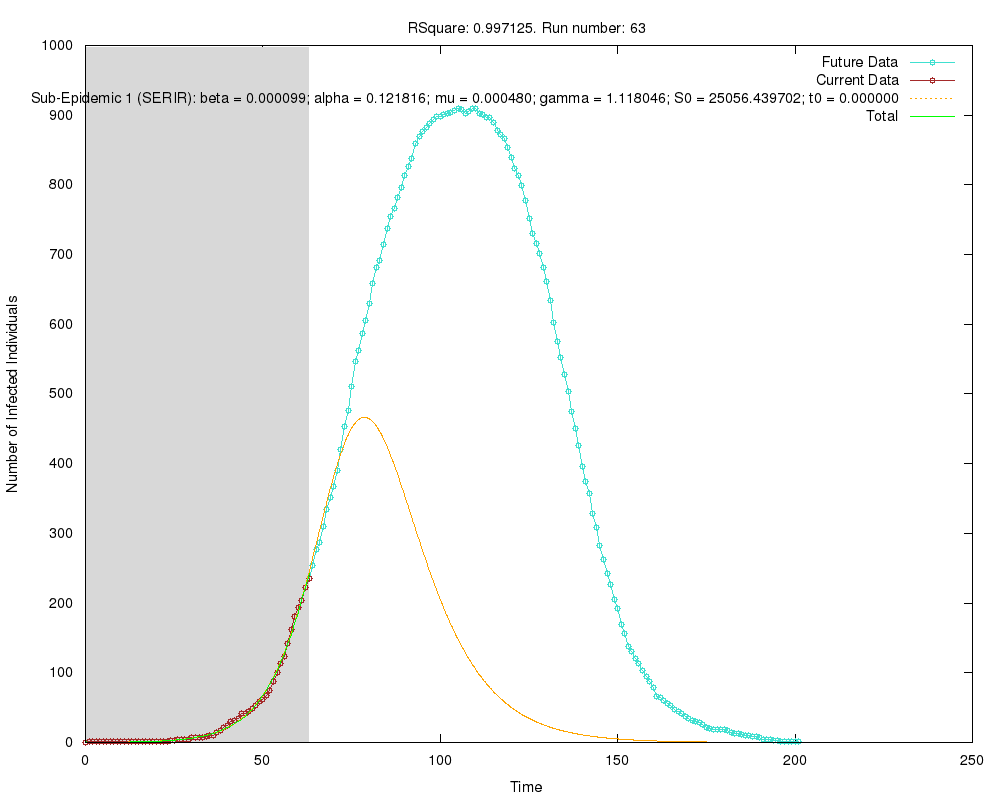 RSquare: 0.997125. Run number: 63
1000
900
800
700
600
500
400
300
200
100
0
Number of Infected Individuals
Future Data
Current Data
Sub-Epidemic 1 (SERIR): beta = 0.000099; alpha = 0.121816; mu = 0.000480; gamma = 1.118046; S0 = 25056.439702; t0 = 0.000000
Total
0
50
100
150
200
250
Time